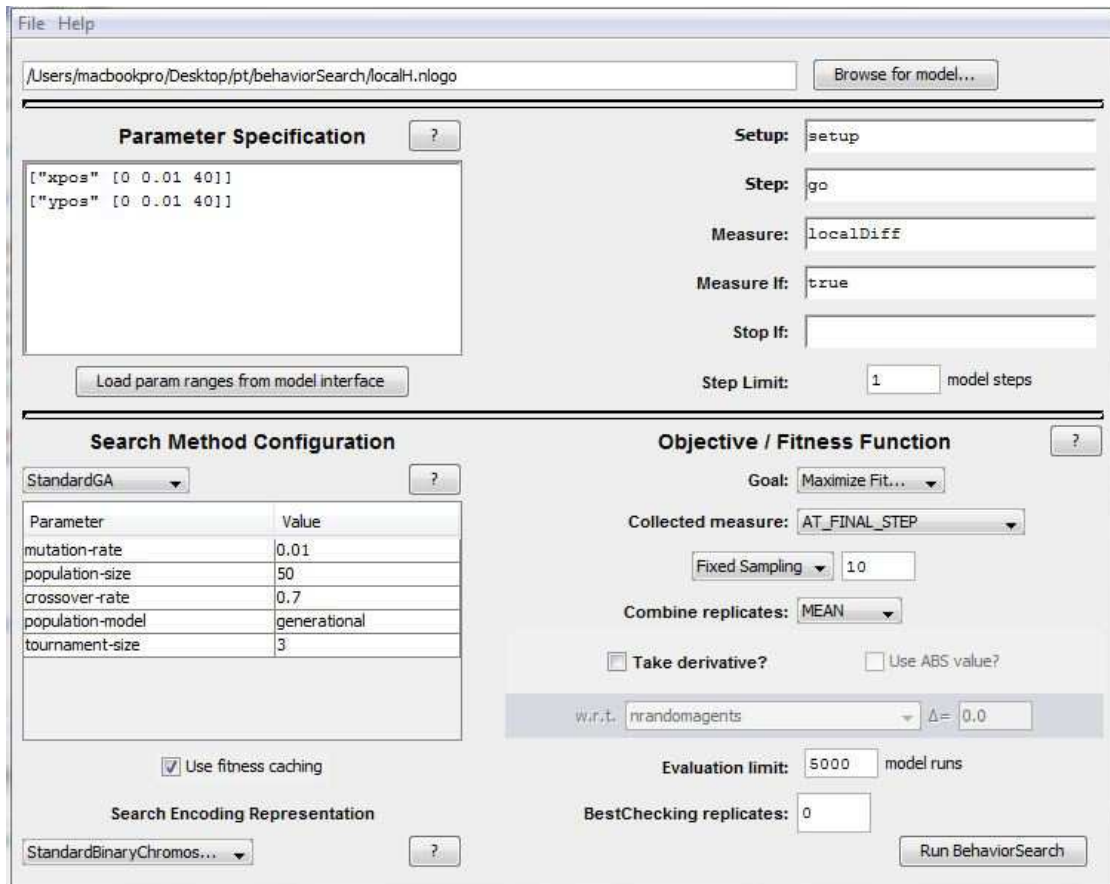 File Help
/Users/macbookpro/Desktop/pt/behaviorSearch/localH.nlogo
Browse for model...
Parameter Specification
?
["xpos" [0 0.01 40]]
["ypos" [0 0.01 40]]
Load param ranges from model interface
Setup: setup
Step: go
Measure: localDiff
Measure If: true
Stop If:
Step Limit: 1 model steps
Search Method Configuration
StandardGA
?
Parameter Value
mutation-rate 0.01
population-size 50
crossover-rate 0.7
population-model generational
tournament-size 3
Use fitness caching
Search Encoding Representation
StandardBinaryChromos...
?
Objective / Fitness Function
?
Goal: Maximize Fit...
Collected measure: AT_FINAL_STEP
Fixed Sampling 10
Combine replicates: MEAN
Take derivative? Use ABS value?
w.r.t. nrandomagents Δ= 0.0
Evaluation limit: 5000 model runs
BestChecking replicates: 0
Run BehaviorSearch